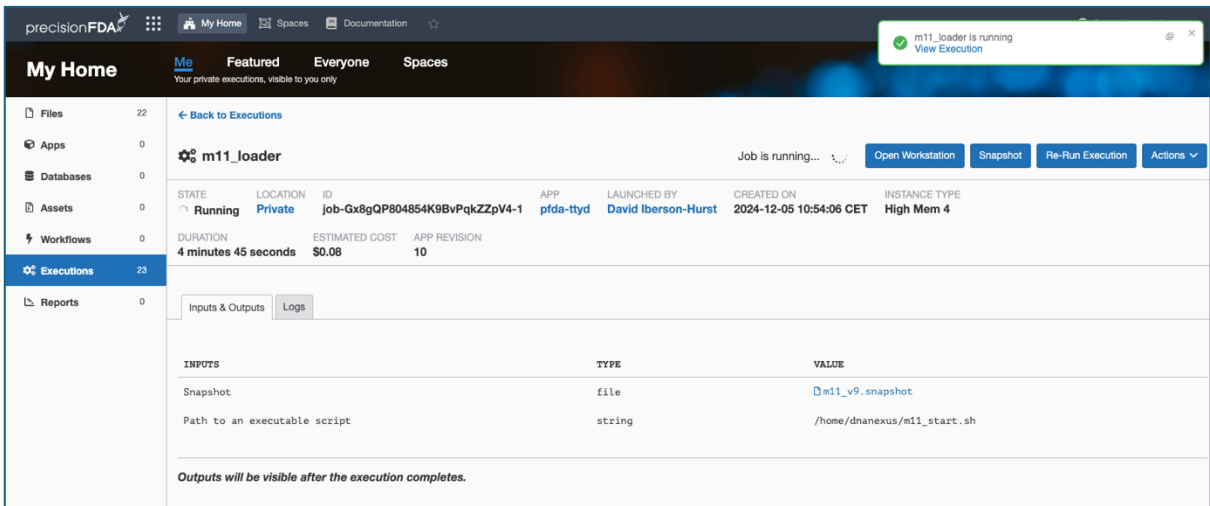 precisionFDA My Home Spaces Documentation
m11_loader is running
View Execution
My Home
Me Featured Everyone Spaces
Your private executions, visible to you only
Files 22
Apps 0
Databases 0
Assets 0
Workflows 0
Executions 23
Reports 0
← Back to Executions
m11_loader
Job is running... Open Workstation Snapshot Re-Run Execution Actions
STATE LOCATION ID APP LAUNCHED BY CREATED ON INSTANCE TYPE
Running Private job-Gx8gQP804854K9BvPqkZZpV4-1 pfda-ttyd David Iberson-Hurst 2024-12-05 10:54:06 CET High Mem 4
DURATION ESTIMATED COST APP REVISION
4 minutes 45 seconds $0.08 10
Inputs & Outputs Logs
INPUTS TYPE VALUE
Snapshot file m11_v9.snapshot
Path to an executable script string /home/dnanexus/m11_start.sh
Outputs will be visible after the execution completes.